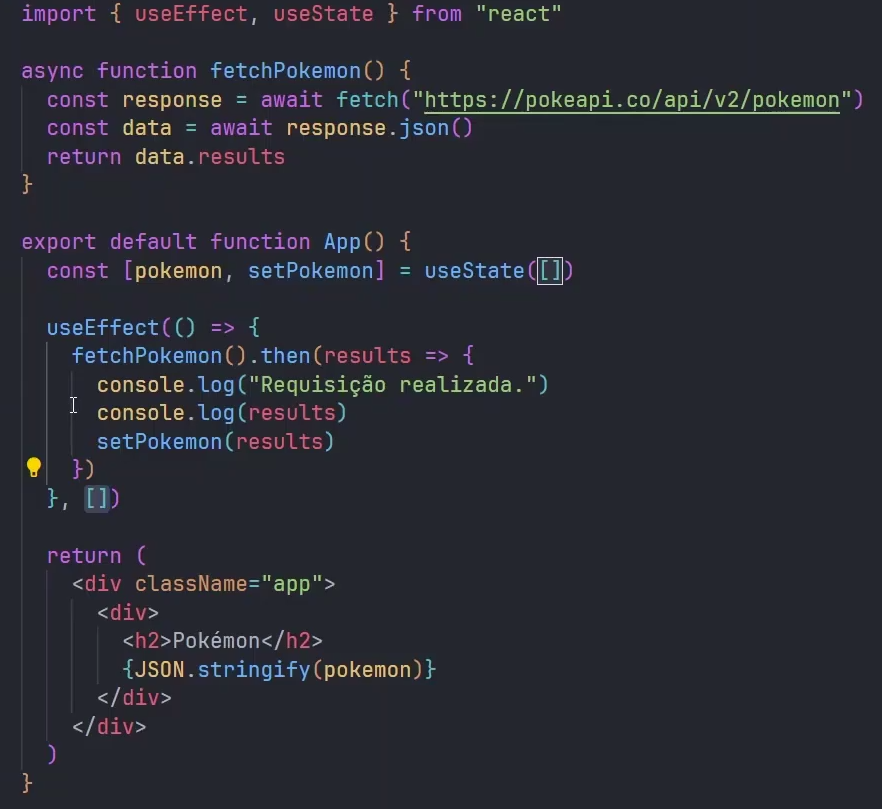 import { useEffect, useState } from "react"
async function fetchPokemon() {
const response = await fetch("https://pokeapi.co/api/v2/pokemon")
const data = await response.json()
return data.results
}
export default function App() {
const [pokemon, setPokemon] = useState([])
useEffect(() => {
fetchPokemon().then(results => {
console.log("Requisição realizada.")
console.log(results)
setPokemon(results)
})
}, [])
return (
<div className="app">
<div>
<h2>Pokémon</h2>
{JSON.stringify(pokemon)}
</div>
</div>
)
}